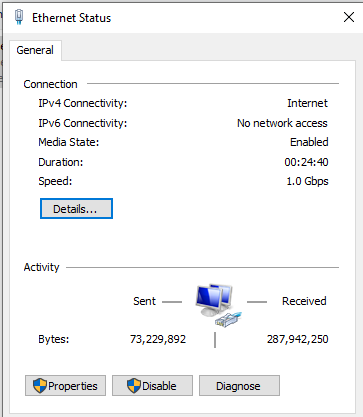 Ethernet Status
General
Connection
IPv4 Connectivity: Internet
IPv6 Connectivity: No network access
Media State: Enabled
Duration: 00:24:40
Speed: 1.0 Gbps
Details...
Activity
Sent Received
Bytes: 73,229,892 287,942,250
Properties Disable Diagnose